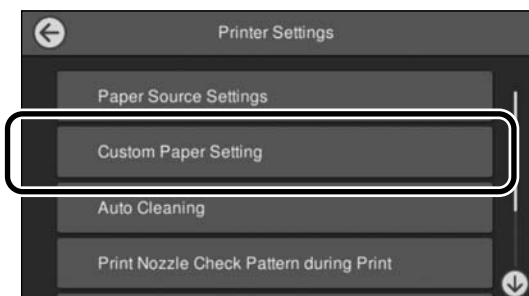 Printer Settings
Paper Source Settings
Custom Paper Setting
Auto Cleaning
Print Nozzle Check Pattern during Print